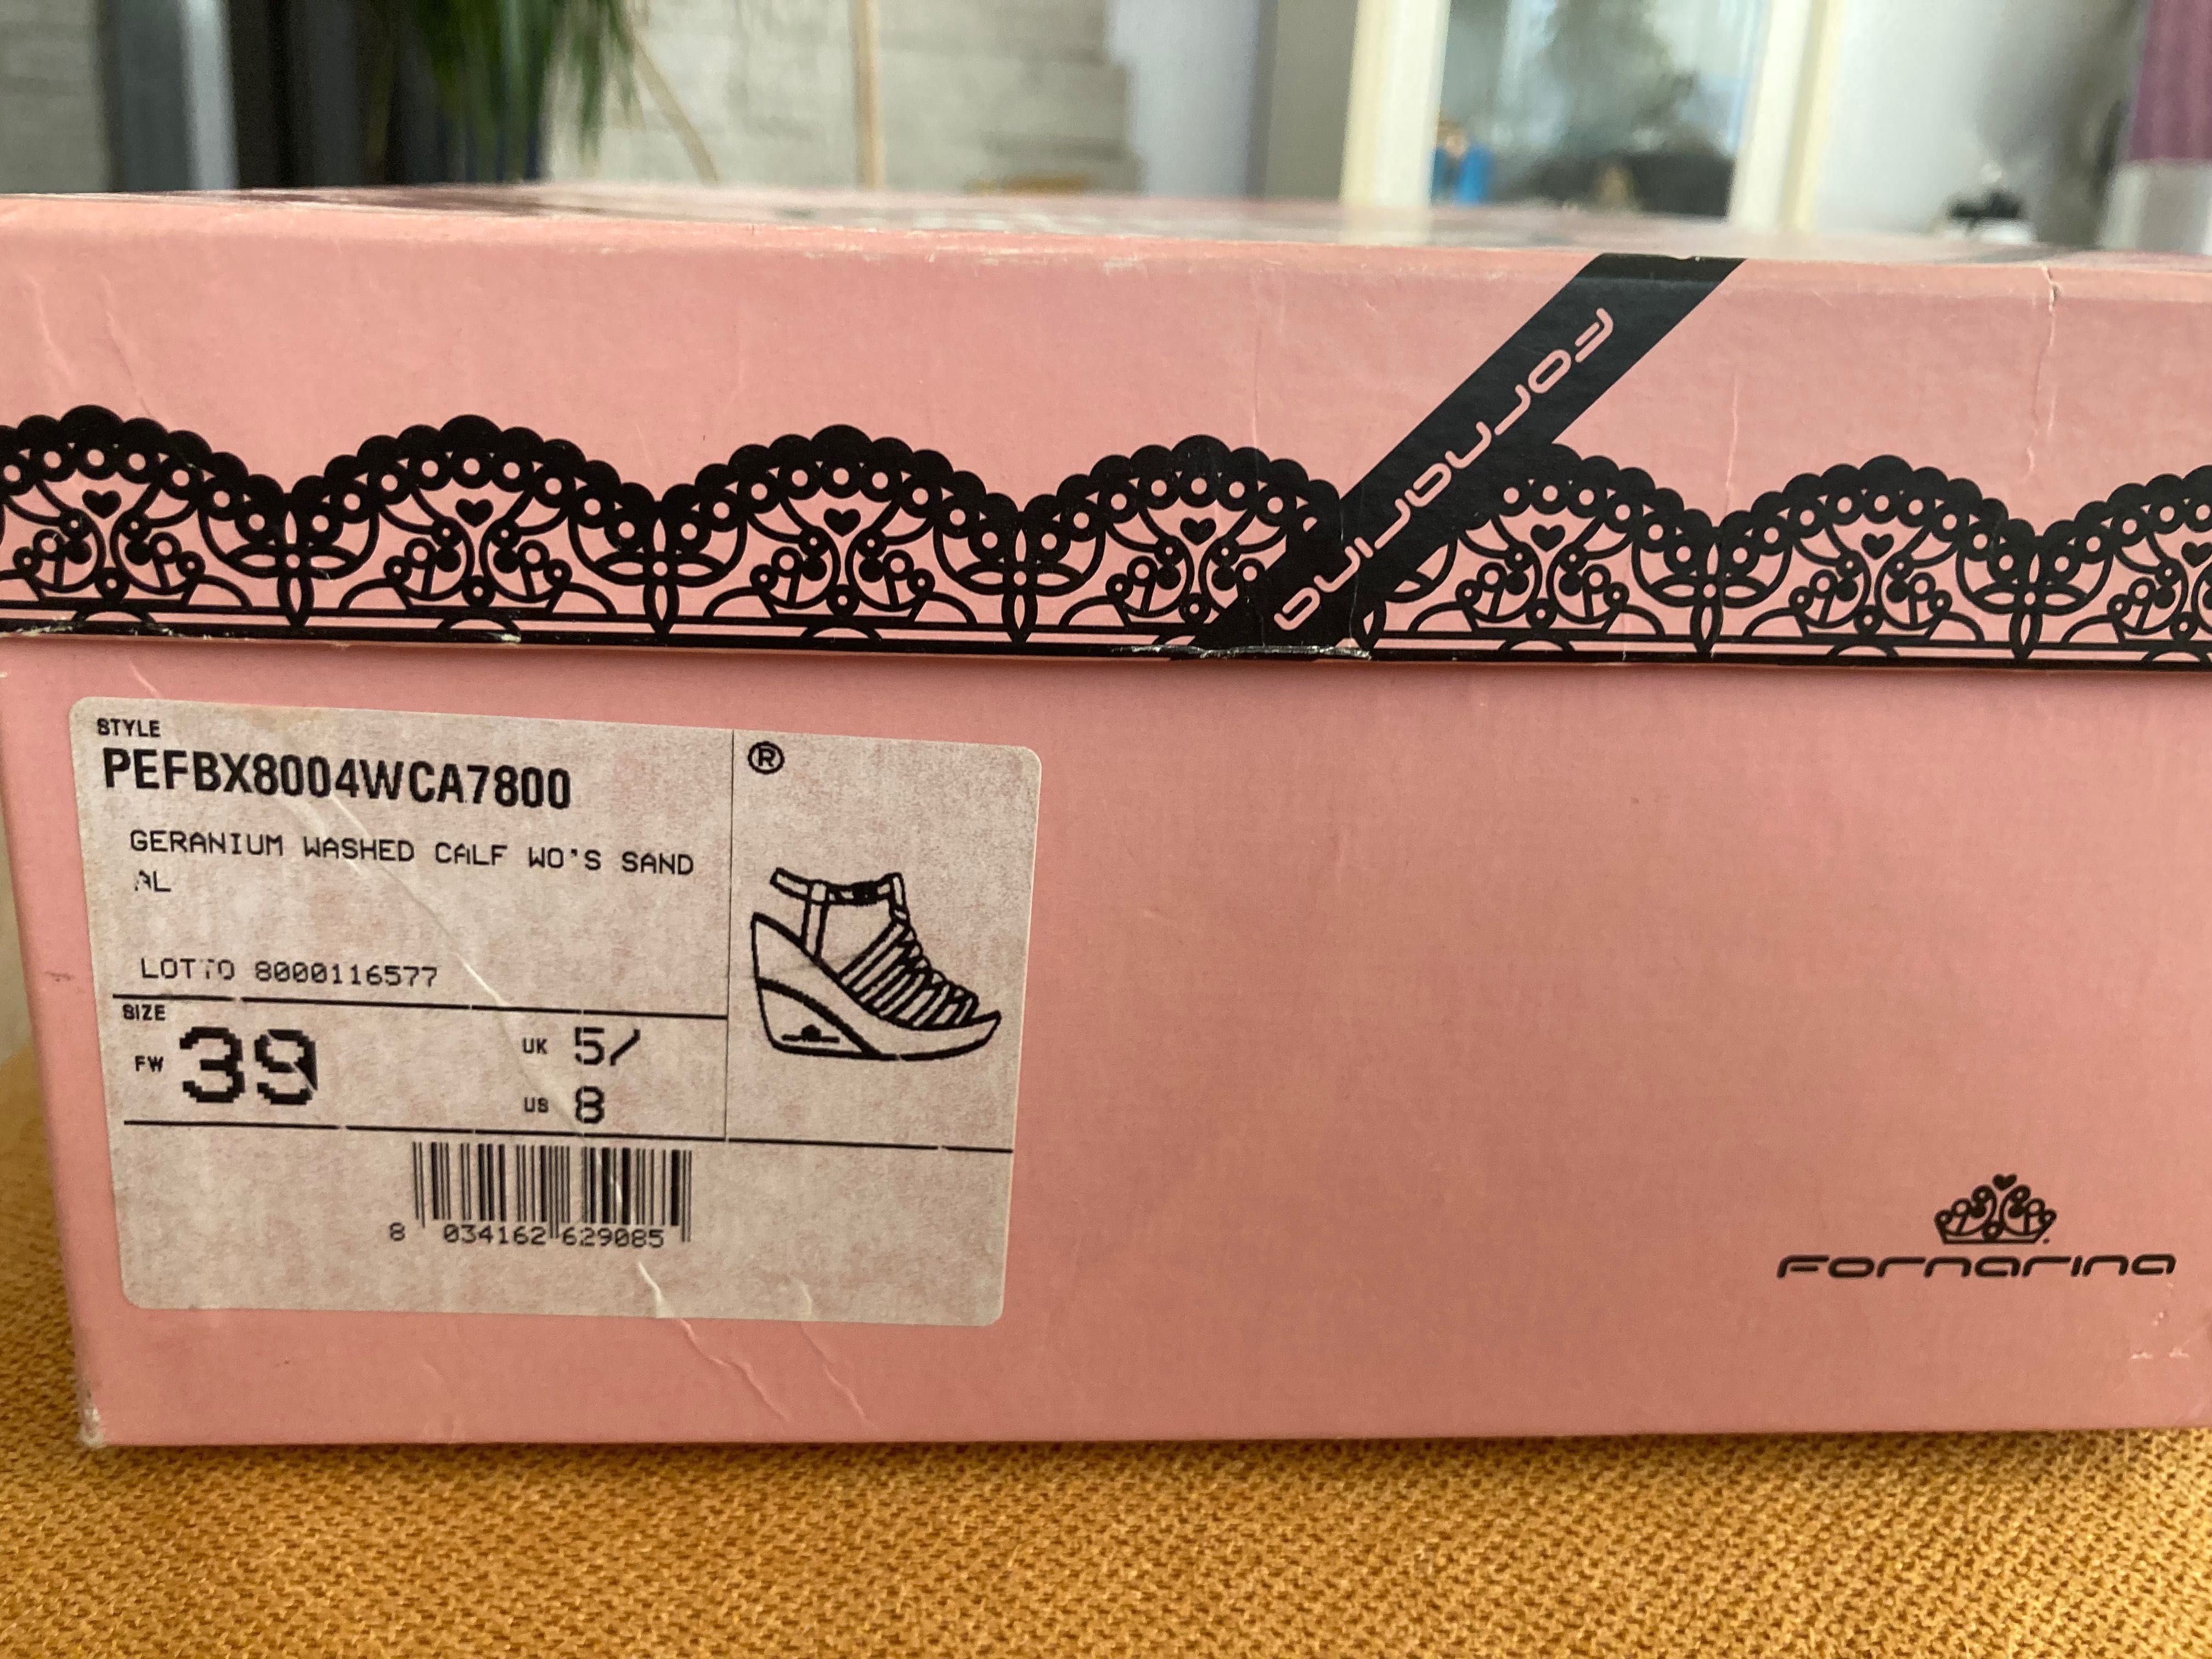 Fornarina
STYLE
PEFBX8004WCA7800
®
GERANIUM WASHED CALF WO'S SAND
AL
LOTTO 8000116577
SIZE
FW 39
UK 5/
US 8
8 034162 629085
Fornarina